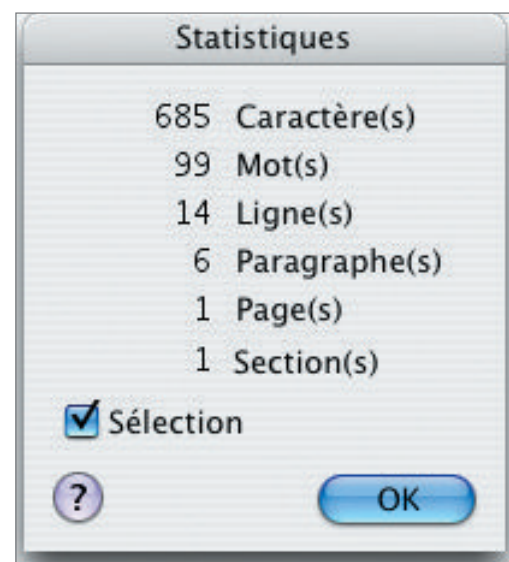 Statistiques
685 Caractère(s)
99 Mot(s)
14 Ligne(s)
6 Paragraphe(s)
1 Page(s)
1 Section(s)
Sélection
? OK